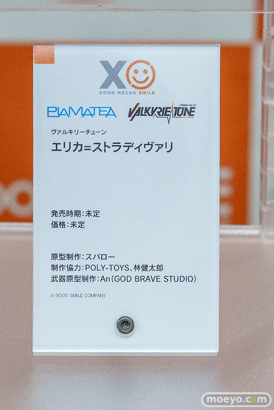 XO
GOOD MECHA SMILE
PLAMATEA
VALKYRIE TUNE
ヴァルキリーチューン
エリカ=ストラディヴァリ
発売時期：未定
価格：未定
原型制作：スパロー
制作協力：POLY-TOYS、林健太郎
武器原型制作：An（GOD BRAVE STUDIO）
© GOOD SMILE COMPANY
moeyo.com